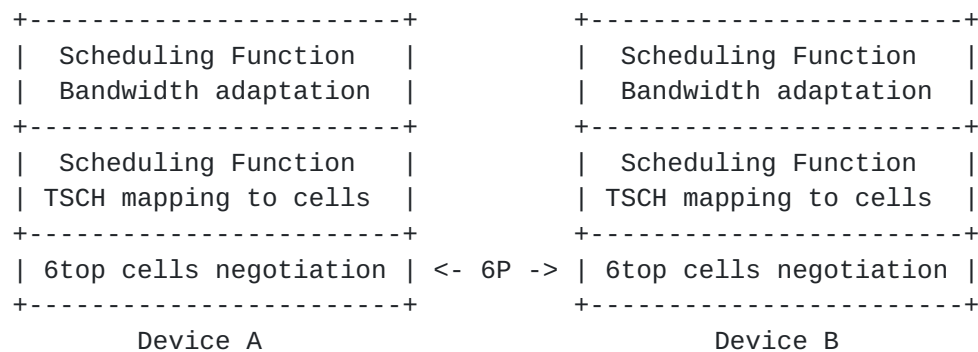 +------------------------+          +------------------------+
|  Scheduling Function   |          |  Scheduling Function   |
|  Bandwidth adaptation  |          |  Bandwidth adaptation  |
+------------------------+          +------------------------+
|  Scheduling Function   |          |  Scheduling Function   |
| TSCH mapping to cells  |          | TSCH mapping to cells  |
+------------------------+          +------------------------+
| 6top cells negotiation | <- 6P -> | 6top cells negotiation |
+------------------------+          +------------------------+
        Device A                             Device B